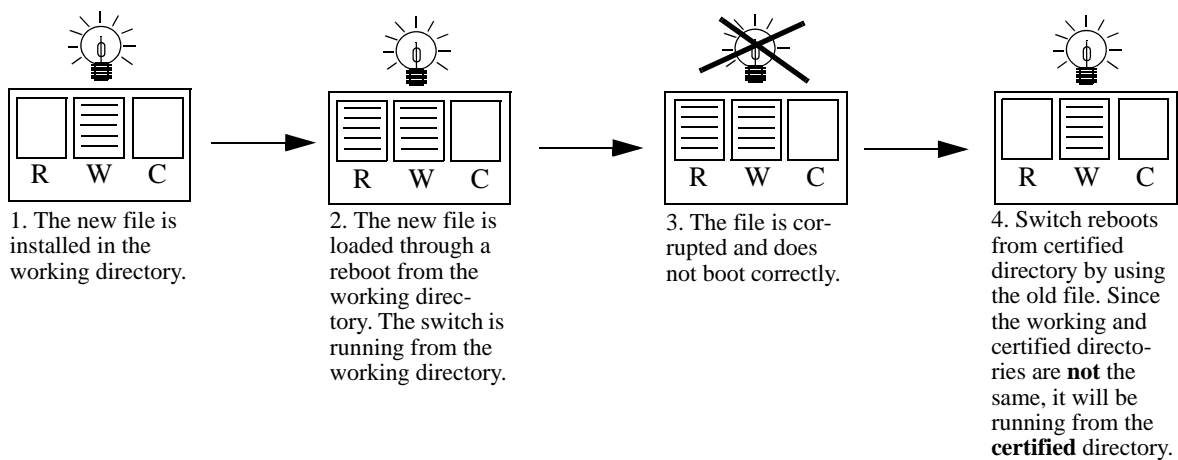 R W C
1. The new file is
installed in the
working directory.
R W C
2. The new file is
loaded through a
reboot from the
working direc-
tory. The switch is
running from the
working directory.
R W C
3. The file is cor-
rupted and does
not boot correctly.
R W C
4. Switch reboots
from certified
directory by using
the old file. Since
the working and
certified directo-
ries are not the
same, it will be
running from the
certified directory.